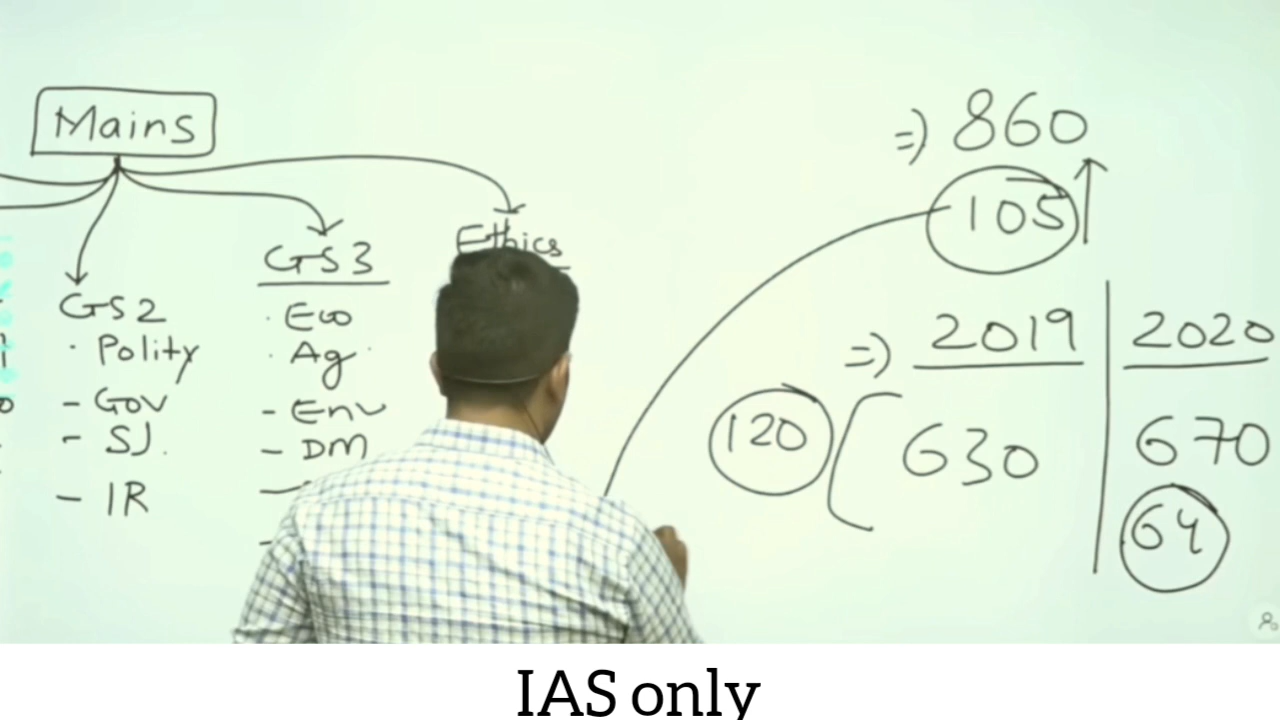 Mains
Ethics
GS3
GS2
· Eco
· Polity
· Ag
- Gov
- Env
- SJ.
- DM
- IR
=) 860
105
=) 2019 | 2020
120
630
670
64
IAS only